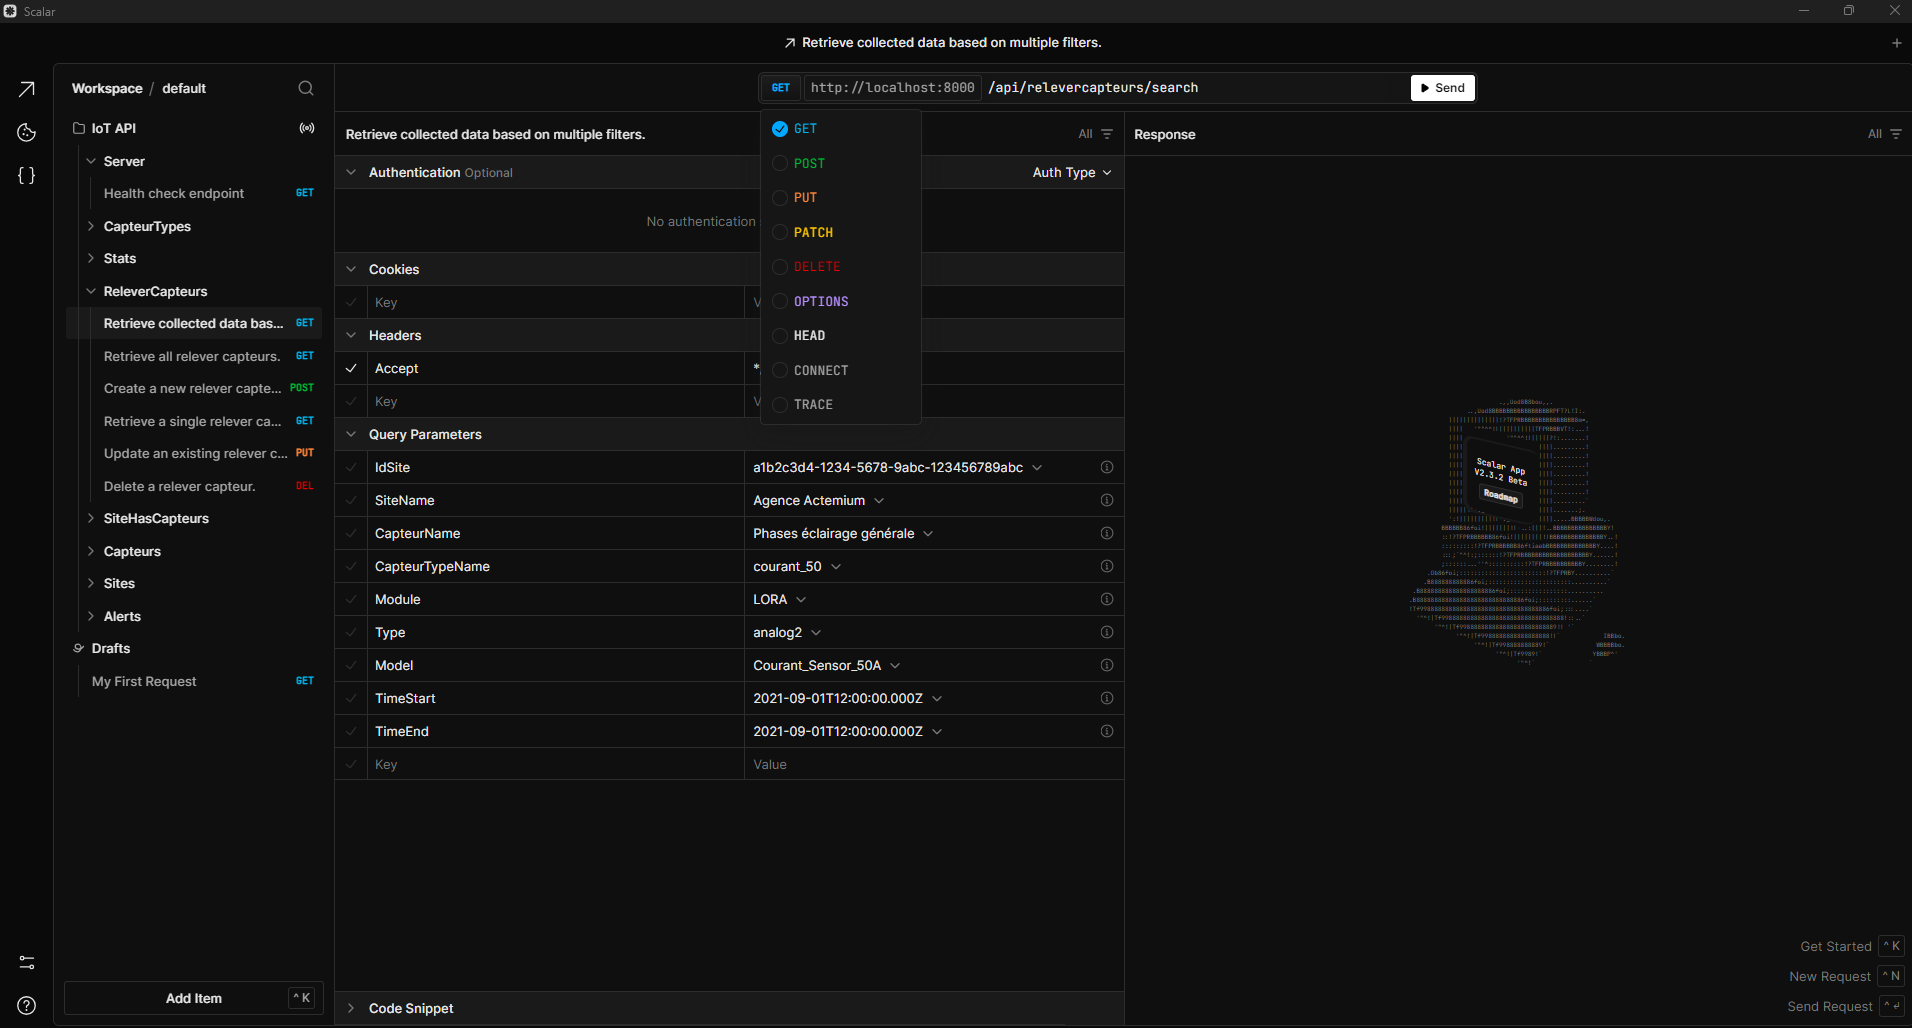 Scalar
Retrieve collected data based on multiple filters.
Workspace / default
IoT API
Server
Health check endpoint GET
CapteurTypes
Stats
ReleverCapteurs
Retrieve collected data bas... GET
Retrieve all relever capteurs. GET
Create a new relever capte... POST
Retrieve a single relever ca... GET
Update an existing relever c... PUT
Delete a relever capteur. DEL
SiteHasCapteurs
Capteurs
Sites
Alerts
Drafts
My First Request GET
Add Item ^ K
GET http://localhost:8000 /api/relevercapteurs/search Send
GET
POST
PUT
PATCH
DELETE
OPTIONS
HEAD
CONNECT
TRACE
Retrieve collected data based on multiple filters. All
Authentication Optional Auth Type
No authentication
Cookies
Key
Headers
Accept *
Key
Query Parameters
IdSite a1b2c3d4-1234-5678-9abc-123456789abc
SiteName Agence Actemium
CapteurName Phases éclairage générale
CapteurTypeName courant_50
Module LORA
Type analog2
Model Courant_Sensor_50A
TimeStart 2021-09-01T12:00:00.000Z
TimeEnd 2021-09-01T12:00:00.000Z
Key Value
Code Snippet
Response All
Scalar App
V2.3.2 Beta
Roadmap
Get Started ^ K
New Request ^ N
Send Request ^ ↵